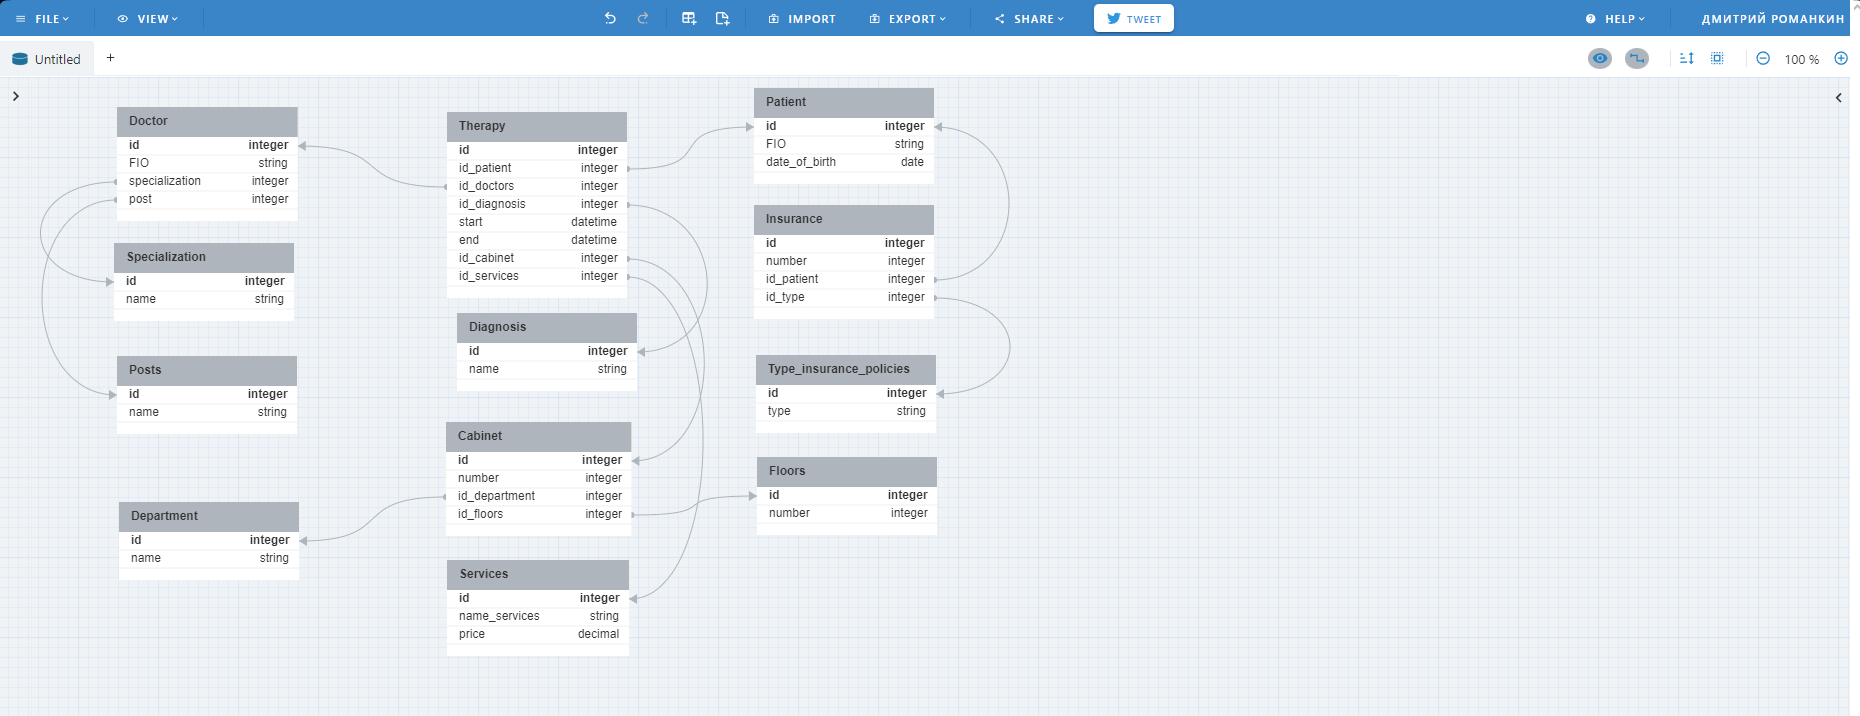 FILE VIEW IMPORT EXPORT SHARE TWEET HELP ДМИТРИЙ РОМАНКИН
Untitled + 100 %
Doctor
id integer
FIO string
specialization integer
post integer
Specialization
id integer
name string
Posts
id integer
name string
Department
id integer
name string
Therapy
id integer
id_patient integer
id_doctors integer
id_diagnosis integer
start datetime
end datetime
id_cabinet integer
id_services integer
Diagnosis
id integer
name string
Cabinet
id integer
number integer
id_department integer
id_floors integer
Services
id integer
name_services string
price decimal
Patient
id integer
FIO string
date_of_birth date
Insurance
id integer
number integer
id_patient integer
id_type integer
Type_insurance_policies
id integer
type string
Floors
id integer
number integer